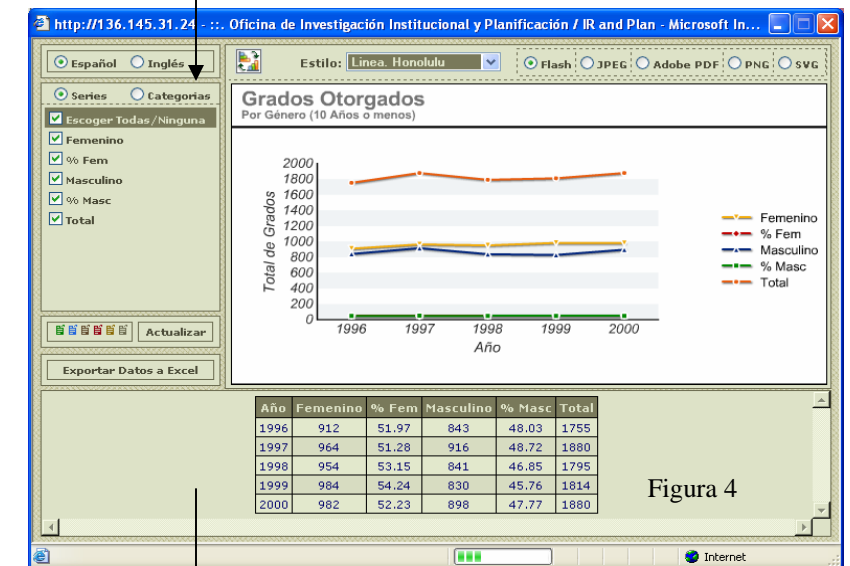 http://136.145.31.24 - ::. Oficina de Investigación Institucional y Planificación / IR and Plan - Microsoft In...
Español Inglés
Series Categorias
Escoger Todas/Ninguna
Femenino
% Fem
Masculino
% Masc
Total
Actualizar
Exportar Datos a Excel
Estilo: Linea. Honolulu Flash JPEG Adobe PDF PNG SVG
Grados Otorgados
Por Género (10 Años o menos)
Total de Grados
2000
1800
1600
1400
1200
1000
800
600
400
200
0
1996 1997 1998 1999 2000
Año
Femenino
% Fem
Masculino
% Masc
Total
Año Femenino % Fem Masculino % Masc Total
1996 912 51.97 843 48.03 1755
1997 964 51.28 916 48.72 1880
1998 954 53.15 841 46.85 1795
1999 984 54.24 830 45.76 1814
2000 982 52.23 898 47.77 1880
Figura 4
Internet